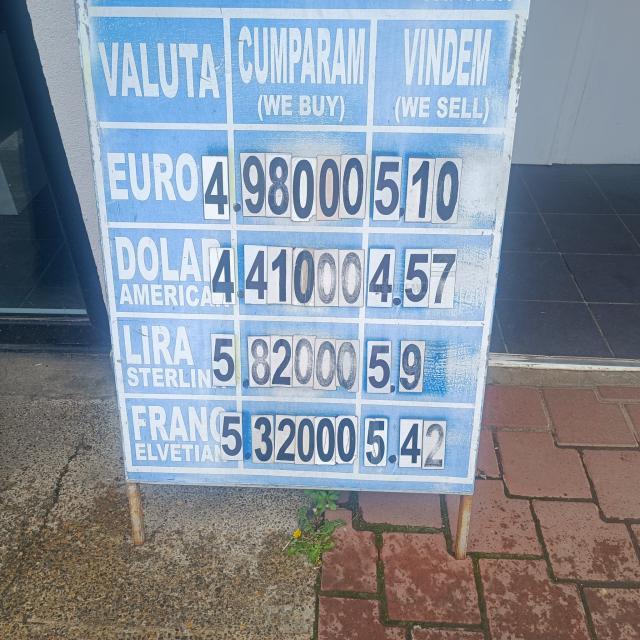 VALUTA CUMPARAM VINDEM
(WE BUY) (WE SELL)
EURO 4.98000 5.10
DOLAR 4.41000 4.57
AMERICAN
LiRA 5.82000 5.9
STERLIN
FRANC 5.32000 5.42
ELVETIAN